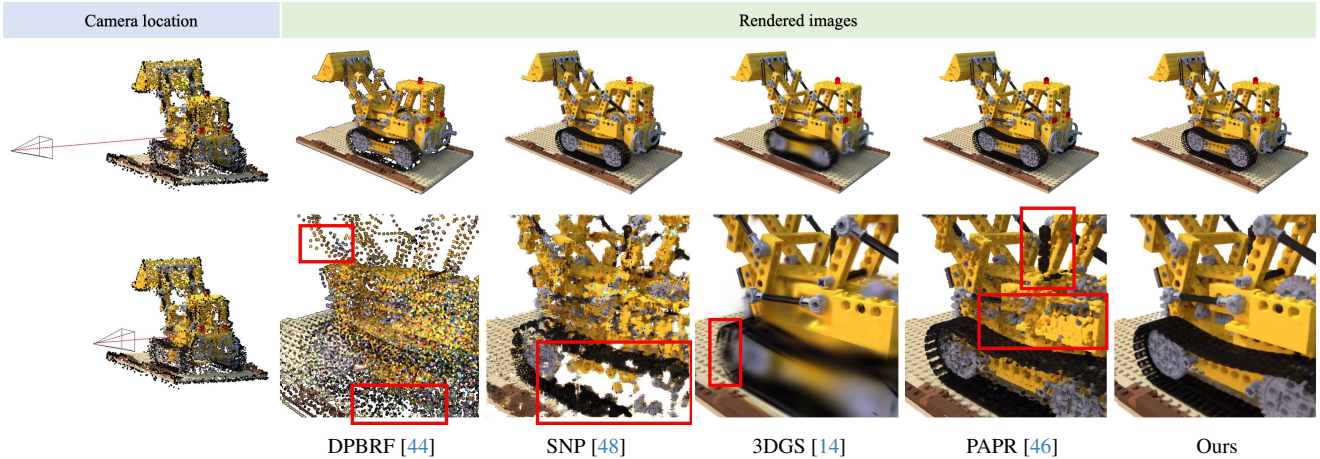 Camera location
Rendered images
DPBRF [44]
SNP [48]
3DGS [14]
PAPR [46]
Ours